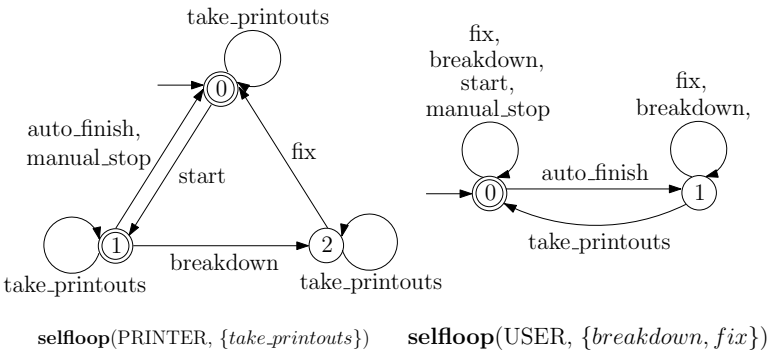 take_printouts
0
auto_finish,
manual_stop
start
fix
1
breakdown
2
take_printouts
take_printouts
selfloop(PRINTER, {take_printouts})
fix,
breakdown,
start,
manual_stop
fix,
breakdown,
0
auto_finish
1
take_printouts
selfloop(USER, {breakdown, fix})